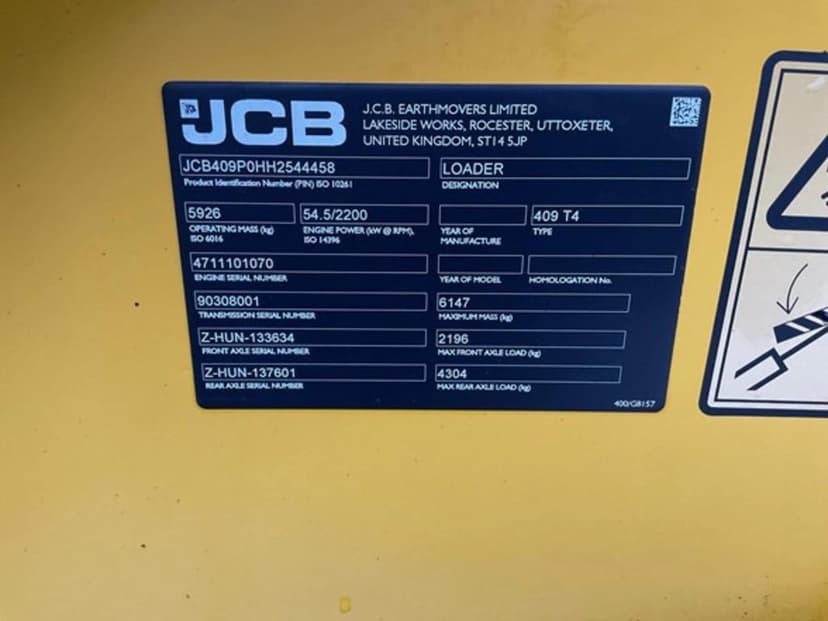 JCB
J.C.B. EARTHMOVERS LIMITED
LAKESIDE WORKS, ROCESTER, UTTOXETER,
UNITED KINGDOM, ST14 5JP
JCB409P0HH2544458
Product Identification Number (PIN) ISO 10261
LOADER
DESIGNATION
5926
OPERATING MASS (kg)
ISO 6016
54.5/2200
ENGINE POWER (kW @ RPM),
ISO 14396
YEAR OF
MANUFACTURE
409 T4
TYPE
4711101070
ENGINE SERIAL NUMBER
YEAR OF MODEL
HOMOLOGATION No.
90308001
TRANSMISSION SERIAL NUMBER
6147
MAXIMUM MASS (kg)
Z-HUN-133634
FRONT AXLE SERIAL NUMBER
2196
MAX FRONT AXLE LOAD (kg)
Z-HUN-137601
REAR AXLE SERIAL NUMBER
4304
MAX REAR AXLE LOAD (kg)
400/G8157